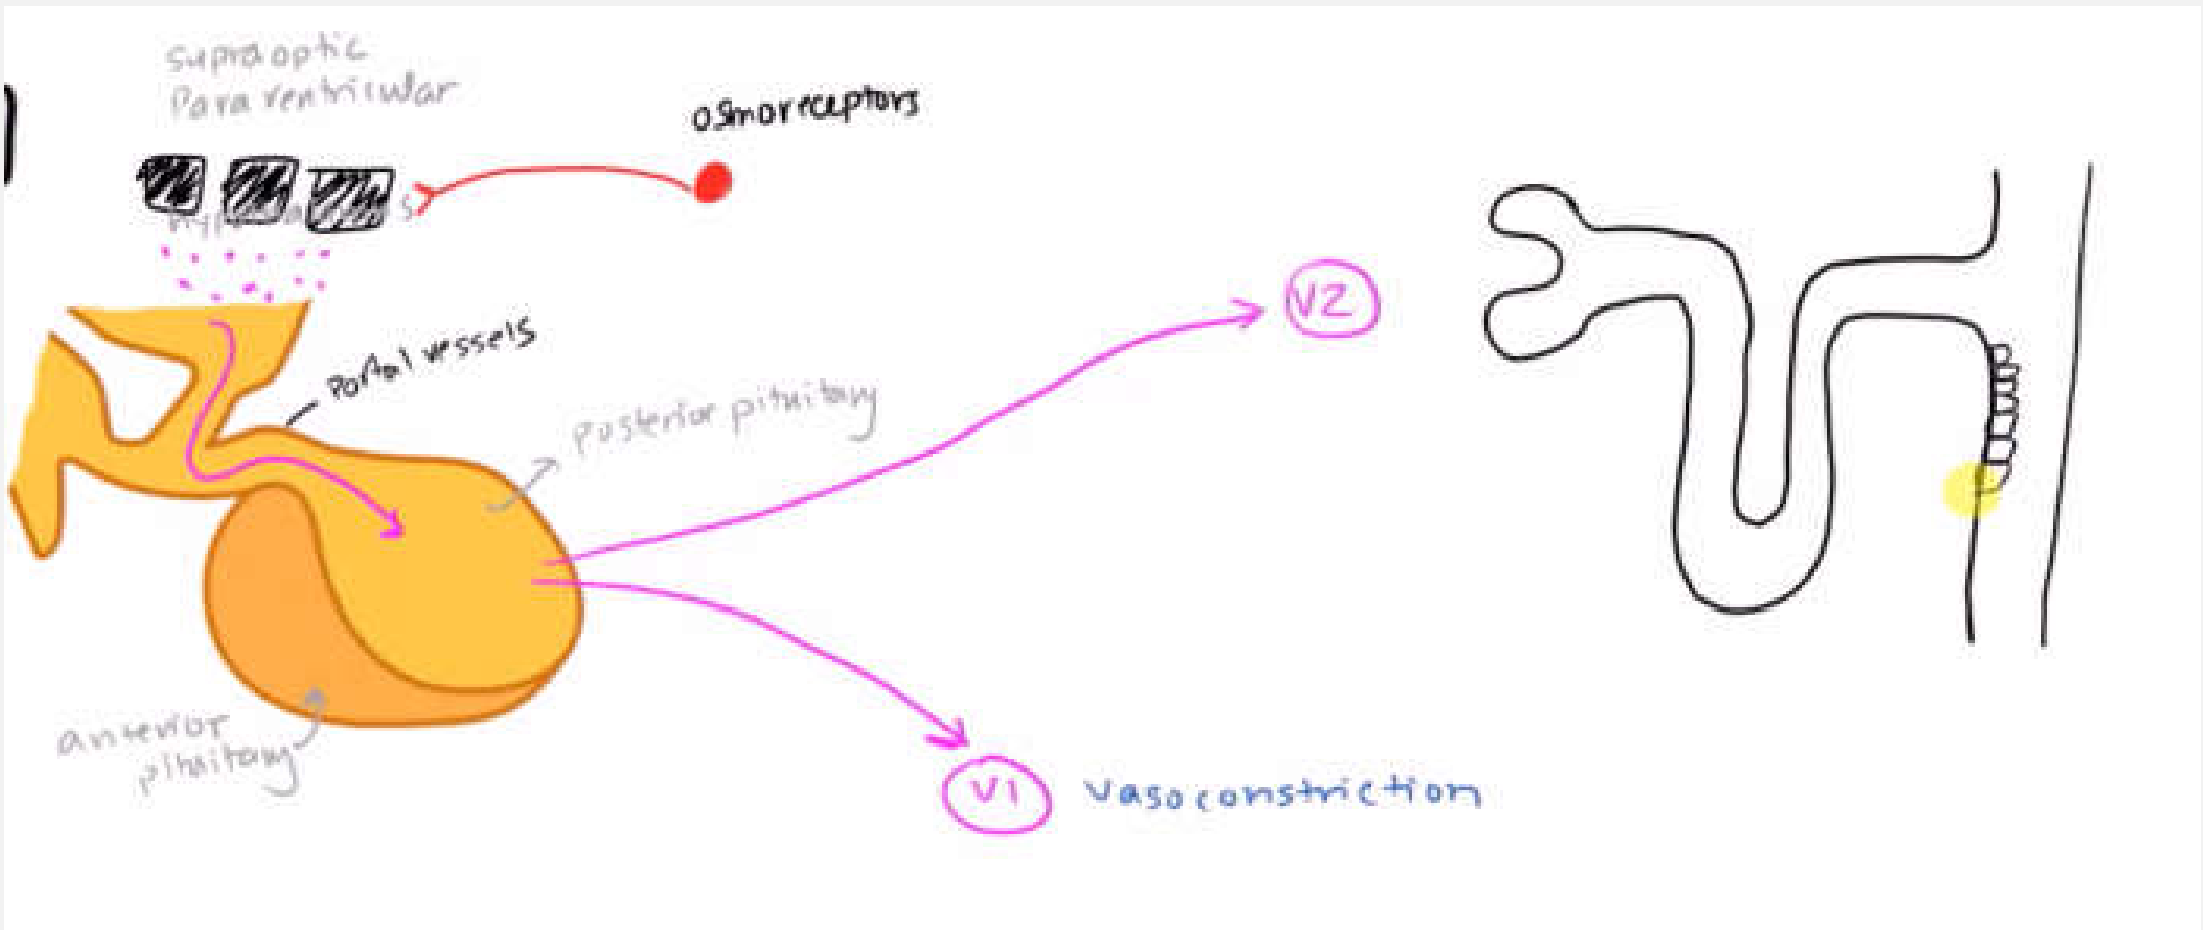 supraoptic
Paraventricular
osmoreceptors
Portal vessels
posterior pituitary
V2
anterior
pituitary
V1
vasoconstriction